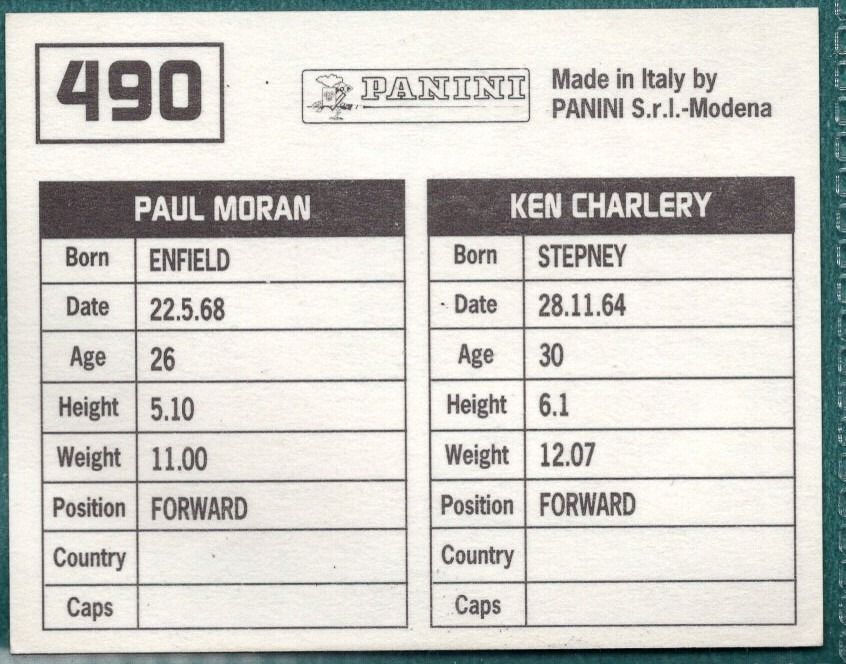 490
PANINI
Made in Italy by
PANINI S.r.l.-Modena
PAUL MORAN
Born ENFIELD
Date 22.5.68
Age 26
Height 5.10
Weight 11.00
Position FORWARD
Country
Caps
KEN CHARLERY
Born STEPNEY
Date 28.11.64
Age 30
Height 6.1
Weight 12.07
Position FORWARD
Country
Caps